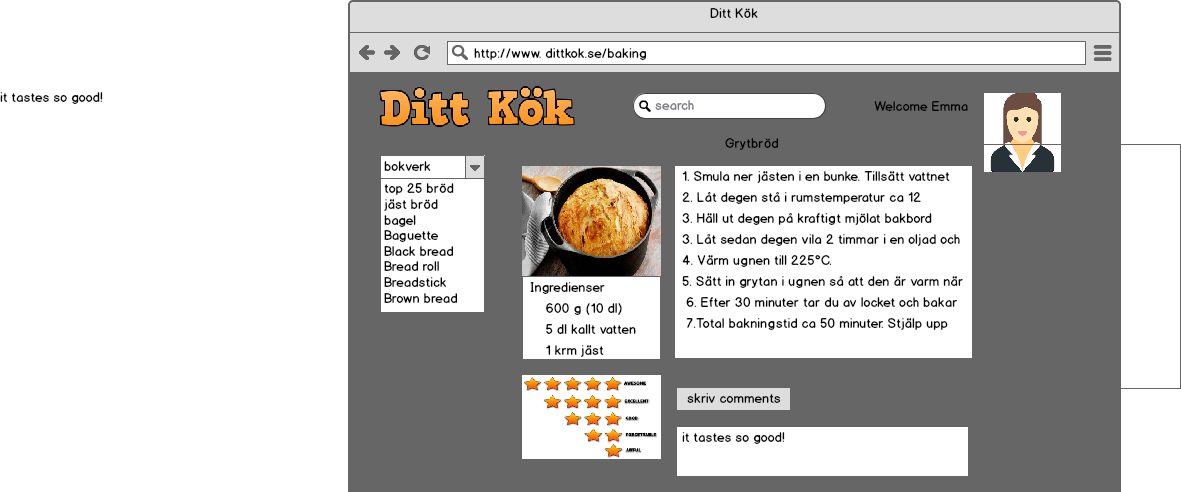 Ditt Kök
http://www. dittkok.se/baking
it tastes so good!
Ditt Kök
search
Welcome Emma
Grytbröd
bokverk
top 25 bröd
jäst bröd
bagel
Baguette
Black bread
Bread roll
Breadstick
Brown bread
1. Smula ner jästen i en bunke. Tillsätt vattnet
2. Låt degen stå i rumstemperatur ca 12
3. Häll ut degen på kraftigt mjölat bakbord
3. Låt sedan degen vila 2 timmar i en oljad och
4. Värm ugnen till 225°C.
5. Sätt in grytan i ugnen så att den är varm när
6. Efter 30 minuter tar du av locket och bakar
7.Total bakningstid ca 50 minuter. Stjälp upp
Ingredienser
600 g (10 dl)
5 dl kallt vatten
1 krm jäst
AWESOME
EXCELLENT
GOOD
FORGETTABLE
AWFUL
skriv comments
it tastes so good!